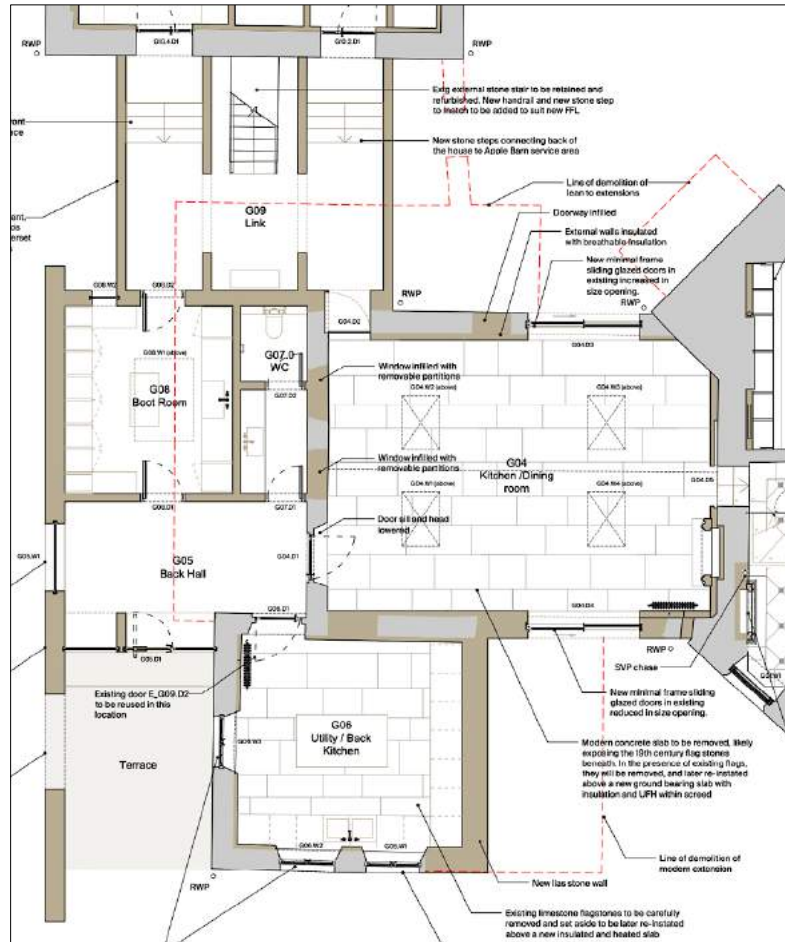 RWP
G10.4.D1
G10.2.D1
RWP
Extg external stone stair to be retained and
refurbished. New handrail and new stone step
to match to be added to suit new FFL
New stone steps connecting back of
the house to Apple Barn service area
Line of demolition of
lean to extensions
G09
Link
Doorway infilled
External walls insulated
with breathable insulation
New minimal frame
sliding glazed doors in
existing increased in
size opening.
RWP
RWP
G08.W2
G04.D2
G04.D3
G08.W1 (above)
G07.0
WC
G08
Boot Room
G07.D2
Window infilled with
removable partitions
G04.W2 (above)
G04.W3 (above)
G04
Kitchen /Dining
room
Window infilled with
removable partitions
G04.W1 (above)
G04.W4 (above)
G04.D5
G07.D1
Door sill and head
lowered
G05.W1
G05
Back Hall
G04.D1
G04.D4
RWP
SVP chase
G05.D1
Existing door E_G09.D2
to be reused in this
location
New minimal frame sliding
glazed doors in existing
reduced in size opening.
G06
Utility / Back
Kitchen
Terrace
Modern concrete slab to be removed, likely
exposing the 19th century flag stones
beneath. In the presence of existing flags,
they will be removed, and later re-instated
above a new ground bearing slab with
insulation and UFH within screed
G06.W2
RWP
New lias stone wall
Line of demolition of
modern extension
Existing limestone flagstones to be carefully
removed and set aside to be later re-instated
above a new insulated and heated slab